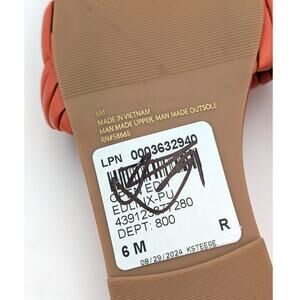 6M
MADE IN VIETNAM
MAN MADE UPPER, MAN MADE OUTSOLE
RN#58665
LPN 0003632940
DEPT: 800
6 M R
08/29/2024 KSTEEGE